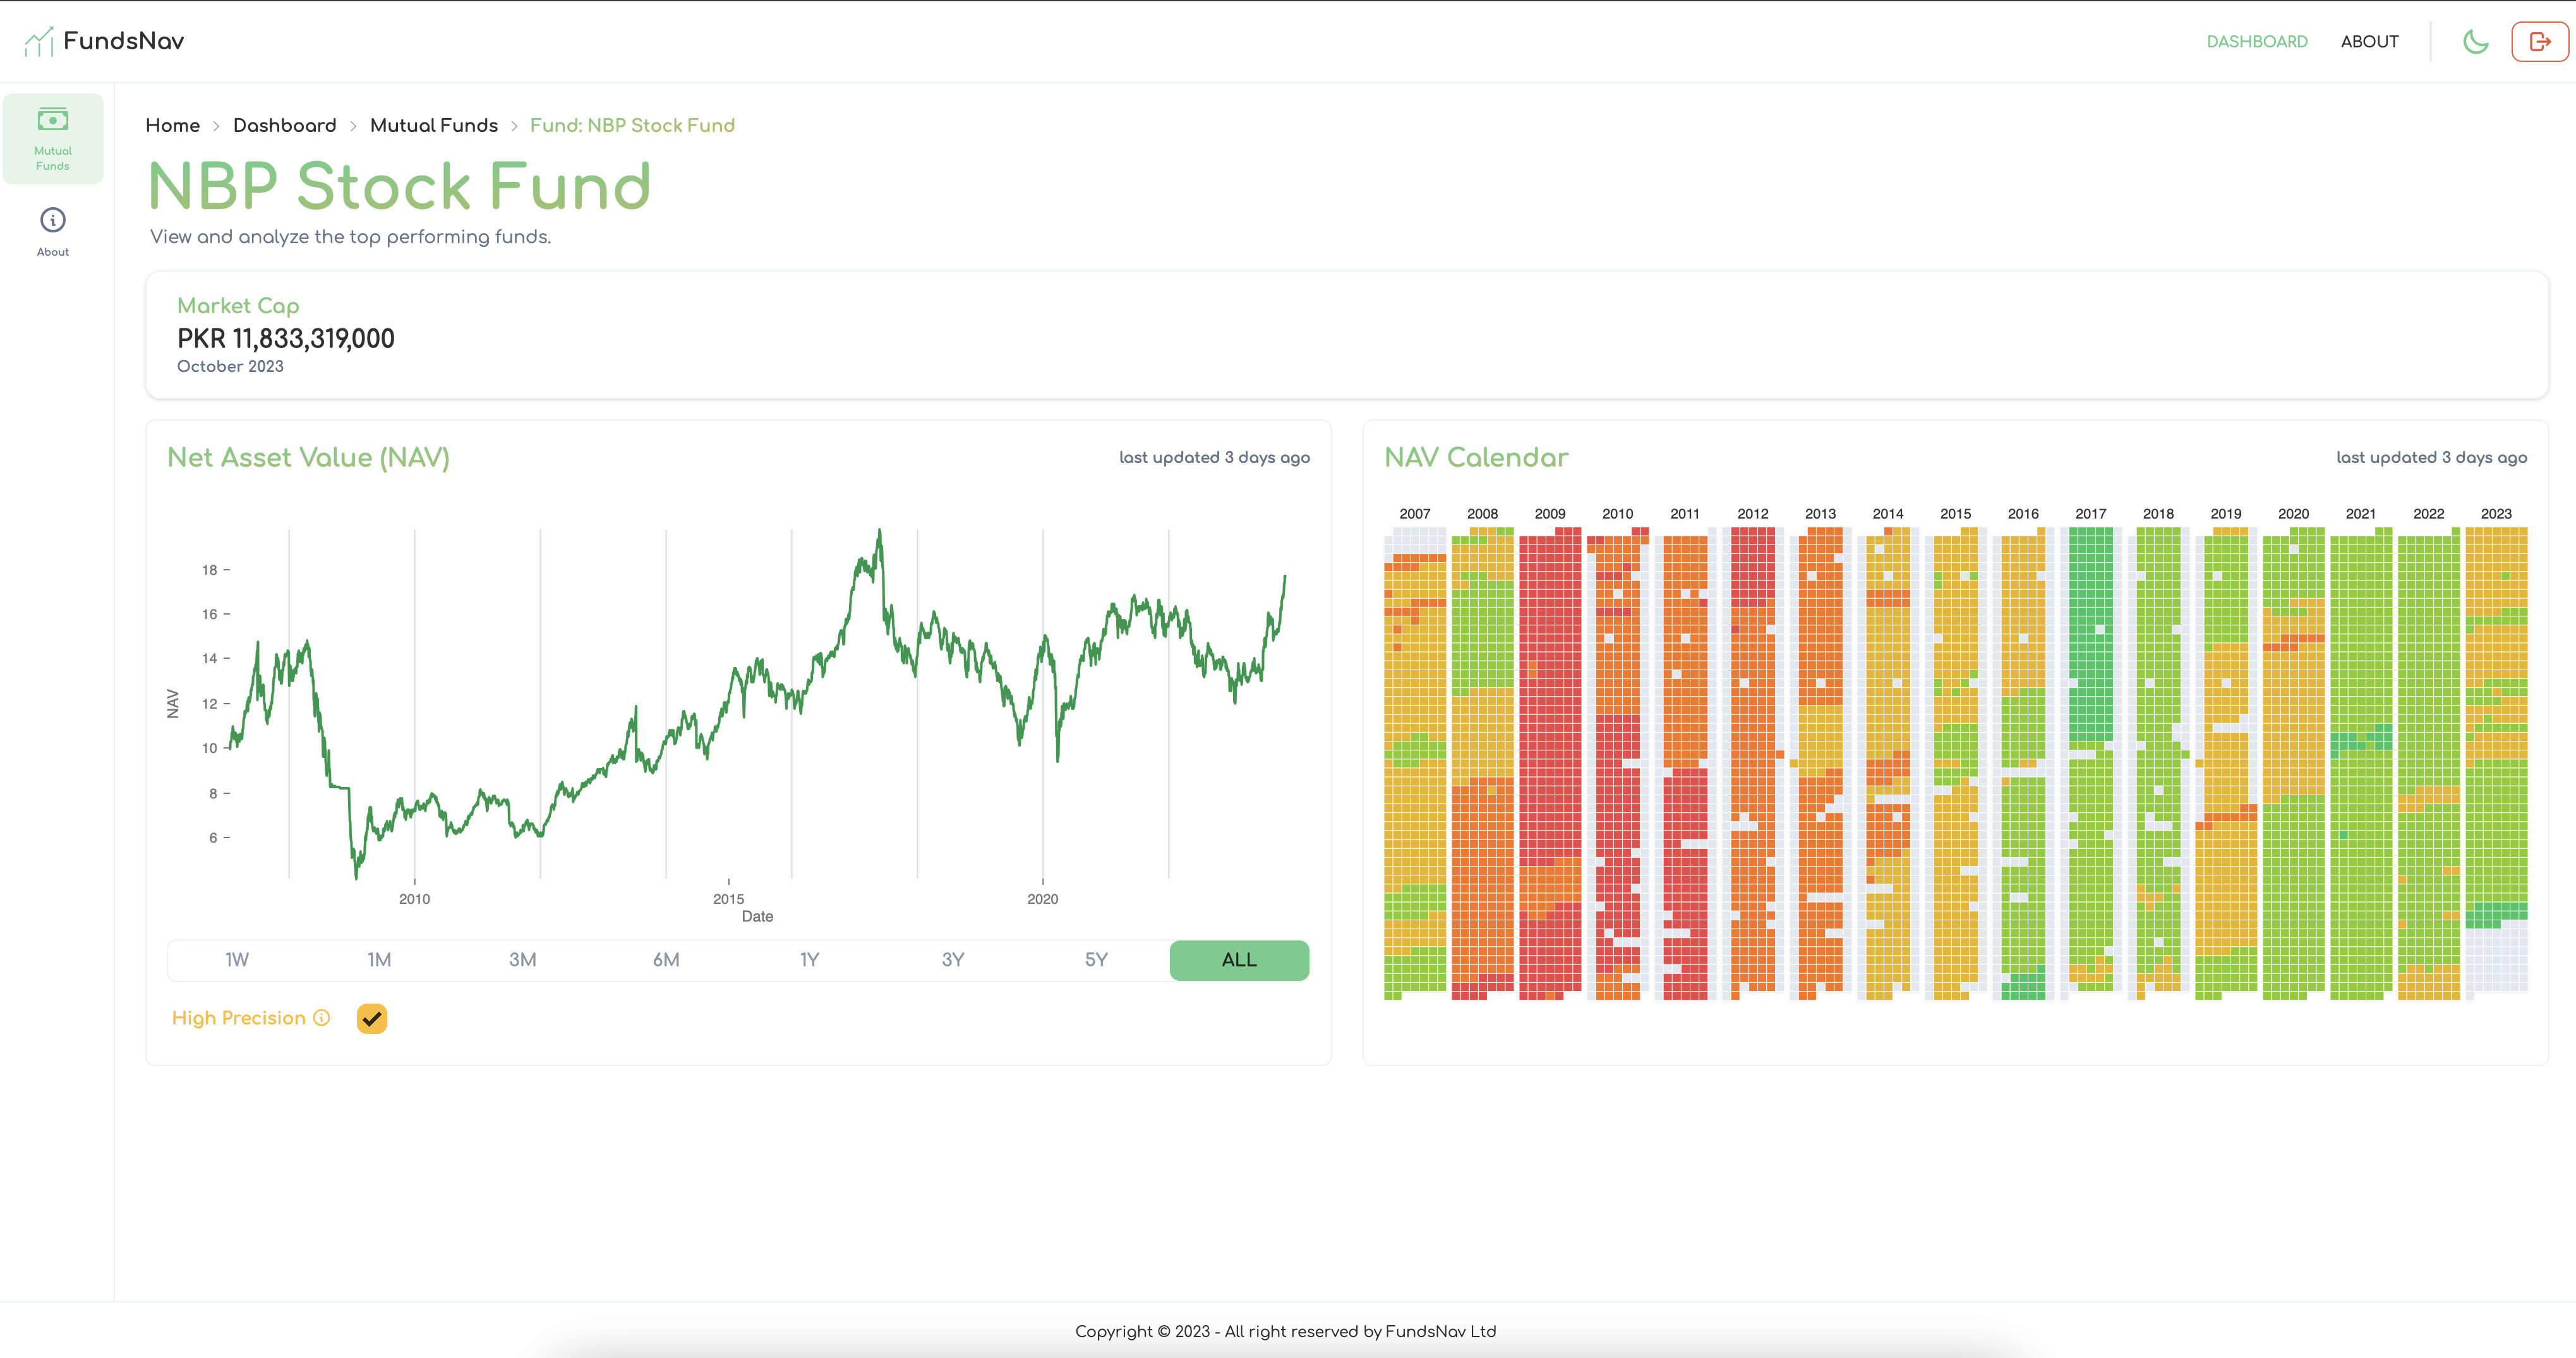 FundsNav
DASHBOARD
ABOUT
Mutual
Funds
About
Home > Dashboard > Mutual Funds > Fund: NBP Stock Fund
NBP Stock Fund
View and analyze the top performing funds.
Market Cap
PKR 11,833,319,000
October 2023
Net Asset Value (NAV)
last updated 3 days ago
NAV
18
16
14
12
10
8
6
2010
2015
2020
Date
1W
1M
3M
6M
1Y
3Y
5Y
ALL
High Precision
NAV Calendar
last updated 3 days ago
2007
2008
2009
2010
2011
2012
2013
2014
2015
2016
2017
2018
2019
2020
2021
2022
2023
Copyright © 2023 - All right reserved by FundsNav Ltd